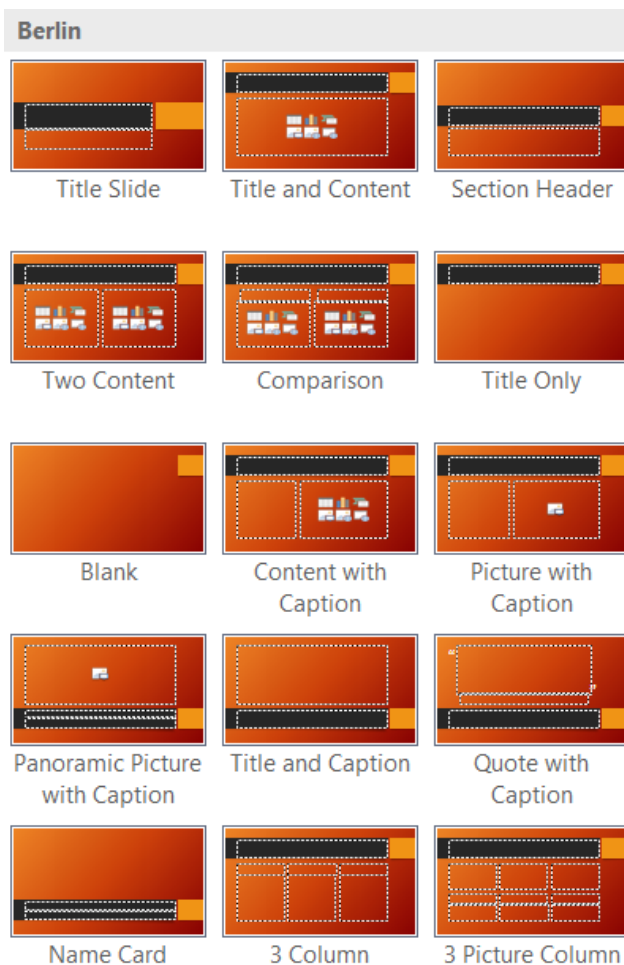 Berlin
Title Slide
Title and Content
Section Header
Two Content
Comparison
Title Only
Blank
Content with
Caption
Picture with
Caption
Panoramic Picture
with Caption
Title and Caption
Quote with
Caption
Name Card
3 Column
3 Picture Column